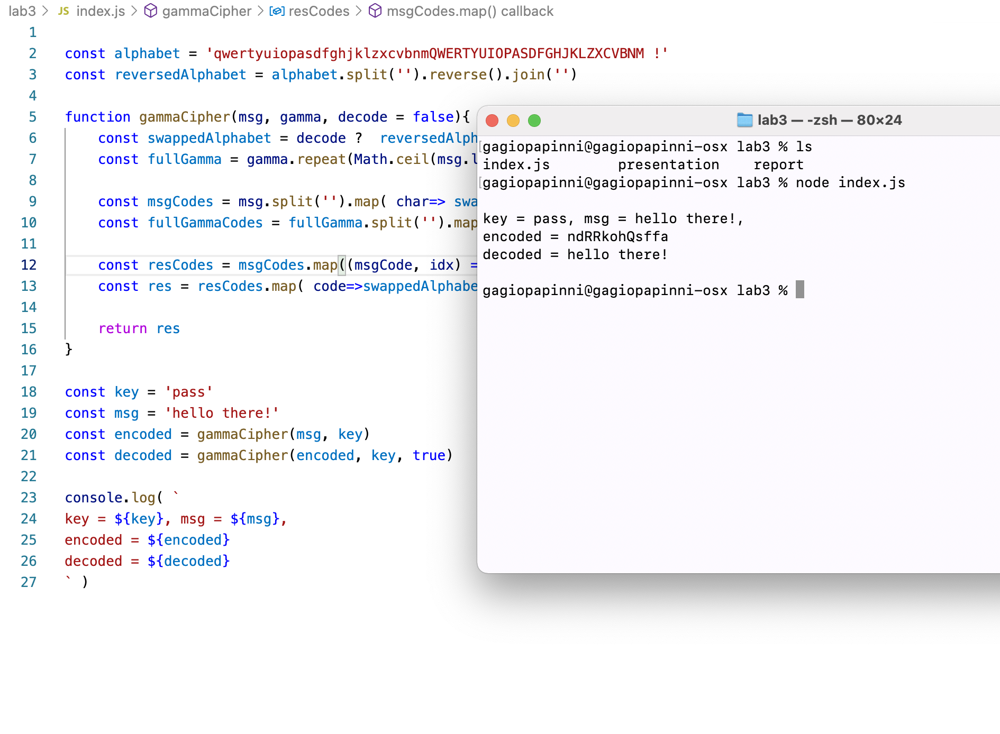 lab3 > JS index.js > gammaCipher > resCodes > msgCodes.map() callback
1
2 const alphabet = 'qwertyuiopasdfghjklzxcvbnmQWERTYUIOPASDFGHJKLZXCVBNM !'
3 const reversedAlphabet = alphabet.split('').reverse().join('')
4
5 function gammaCipher(msg, gamma, decode = false){
6 const swappedAlphabet = decode ?  reversedAlph
7 const fullGamma = gamma.repeat(Math.ceil(msg.l
8
9 const msgCodes = msg.split('').map( char=> swa
10 const fullGammaCodes = fullGamma.split('').map
11
12 const resCodes = msgCodes.map((msgCode, idx) =
13 const res = resCodes.map( code=>swappedAlphabe
14
15 return res
16 }
17
18 const key = 'pass'
19 const msg = 'hello there!'
20 const encoded = gammaCipher(msg, key)
21 const decoded = gammaCipher(encoded, key, true)
22
23 console.log( `
24 key = ${key}, msg = ${msg},
25 encoded = ${encoded}
26 decoded = ${decoded}
27 ` )
lab3 — -zsh — 80×24
gagiopapinni@gagiopapinni-osx lab3 % ls
index.js presentation report
gagiopapinni@gagiopapinni-osx lab3 % node index.js
key = pass, msg = hello there!,
encoded = ndRRkohQsffa
decoded = hello there!
gagiopapinni@gagiopapinni-osx lab3 %